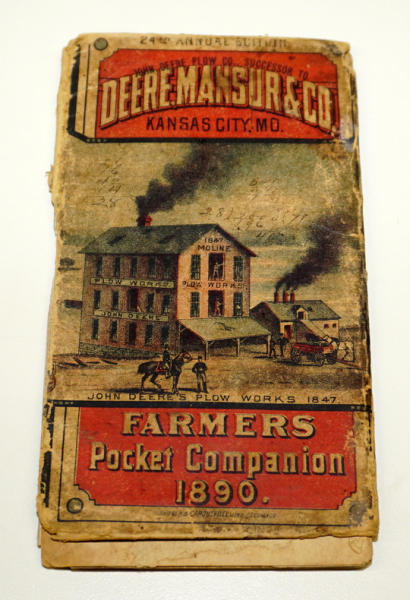 24TH ANNUAL EDITION.
JOHN DEERE PLOW CO., SUCCESSOR TO
DEERE, MANSUR & CO.
KANSAS CITY, MO.
1847
MOLINE
PLOW WORKS
PLOW WORKS
JOHN DEERE
JOHN DEERE'S PLOW WORKS 1847.
FARMERS
Pocket Companion
1890.